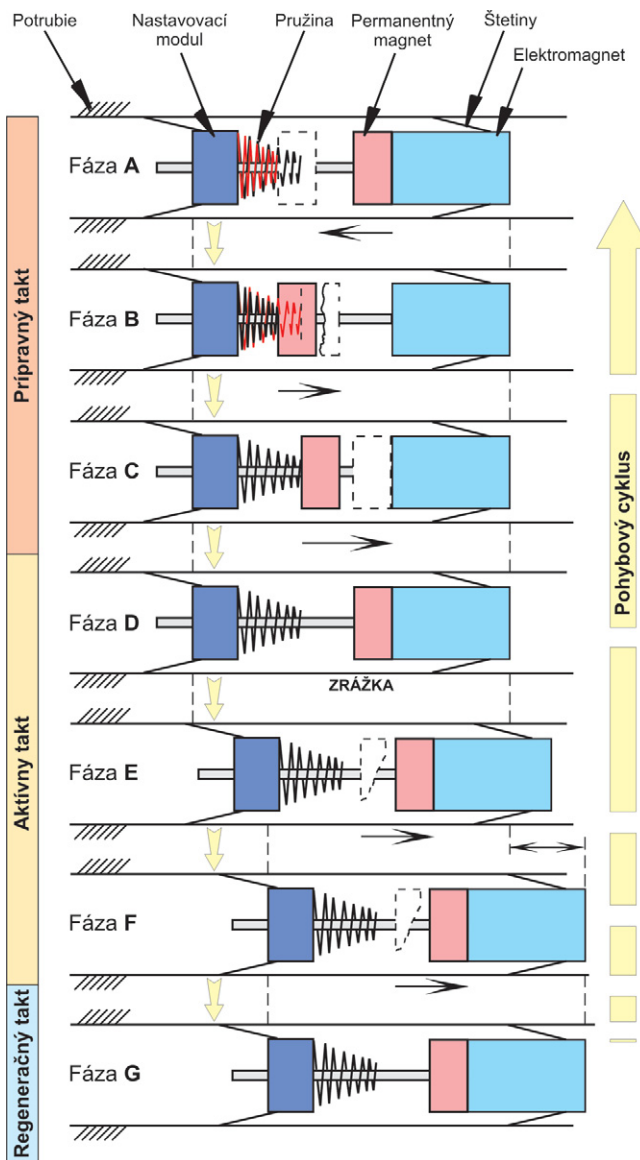 Potrubie
Nastavovací
modul
Pružina
Permanentný
magnet
Štetiny
Elektromagnet
Fáza A
Fáza B
Fáza C
Fáza D
ZRÁŽKA
Fáza E
Fáza F
Fáza G
Prípravný takt
Aktívny takt
Regeneračný takt
Pohybový cyklus